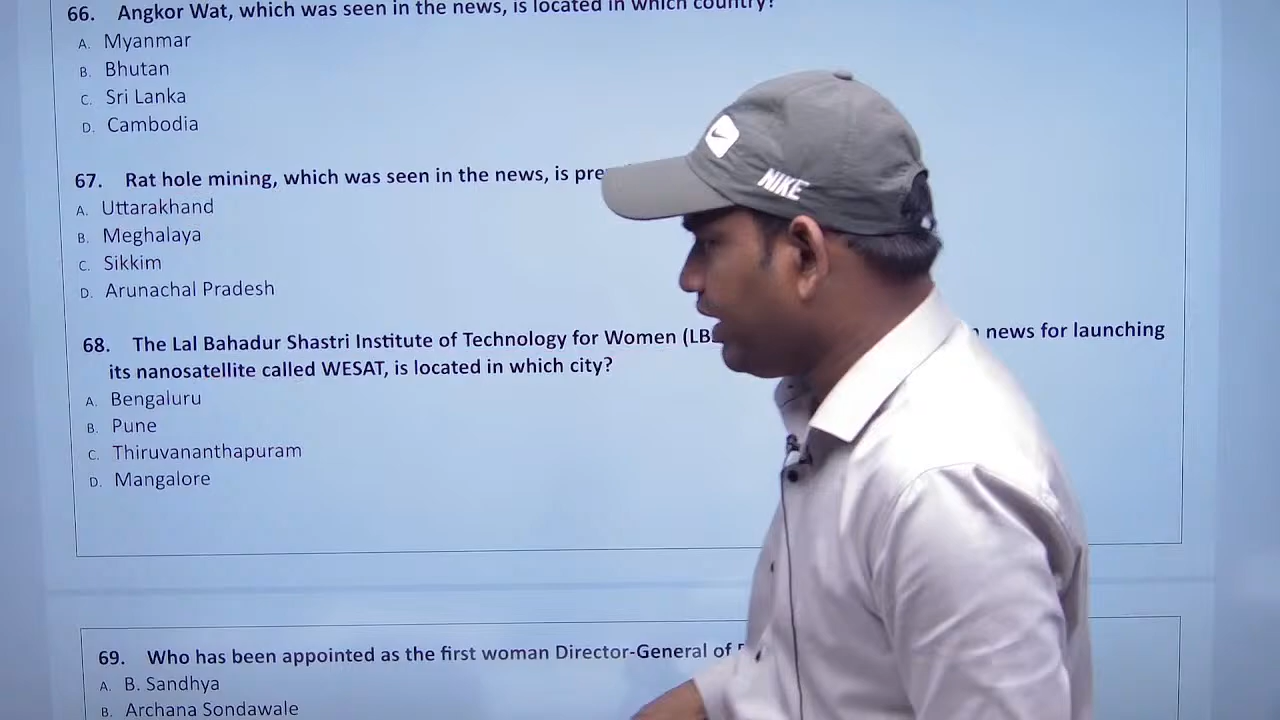 66. Angkor Wat, which was seen in the news, is located in which country?
A. Myanmar
B. Bhutan
C. Sri Lanka
D. Cambodia
67. Rat hole mining, which was seen in the news, is
A. Uttarakhand
B. Meghalaya
C. Sikkim
D. Arunachal Pradesh
68. The Lal Bahadur Shastri Institute of Technology for Women news for launching
its nanosatellite called WESAT, is located in which city?
A. Bengaluru
B. Pune
C. Thiruvananthapuram
D. Mangalore
69. Who has been appointed as the first woman Director-General of
A. B. Sandhya
B. Archana Sondawale
NIKE